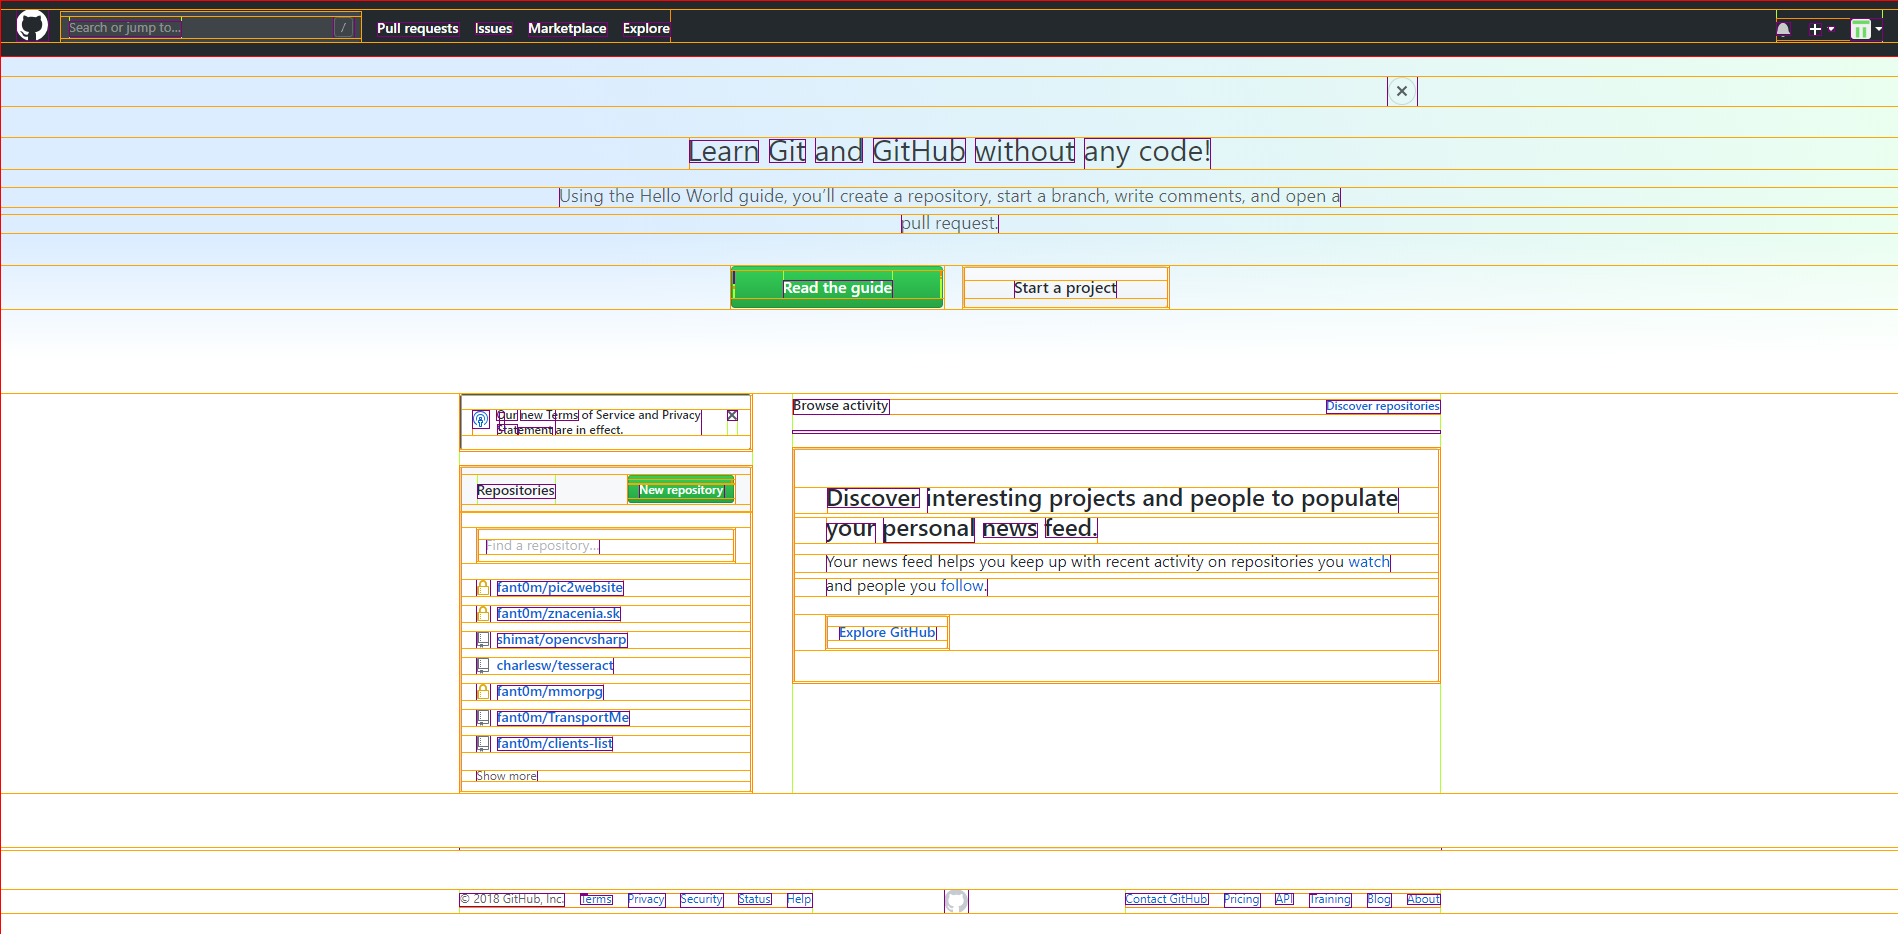 Search or jump to... /
Pull requests Issues Marketplace Explore
Learn Git and GitHub without any code!
Using the Hello World guide, you’ll create a repository, start a branch, write comments, and open a
pull request.
Read the guide Start a project
Our new Terms of Service and Privacy
Statement are in effect.
Repositories New repository
Find a repository...
fant0m/pic2website
fant0m/znacenia.sk
shimat/opencvsharp
charlesw/tesseract
fant0m/mmorpg
fant0m/TransportMe
fant0m/clients-list
Show more
Browse activity Discover repositories
Discover interesting projects and people to populate
your personal news feed.
Your news feed helps you keep up with recent activity on repositories you watch
and people you follow.
Explore GitHub
© 2018 GitHub, Inc. Terms Privacy Security Status Help Contact GitHub Pricing API Training Blog About